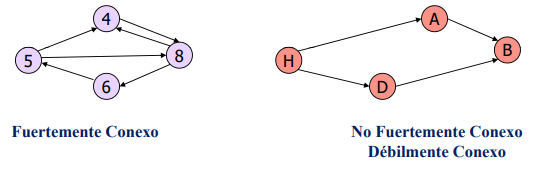 4
5
8
6
Fuertemente Conexo
A
B
H
D
No Fuertemente Conexo
Débilmente Conexo